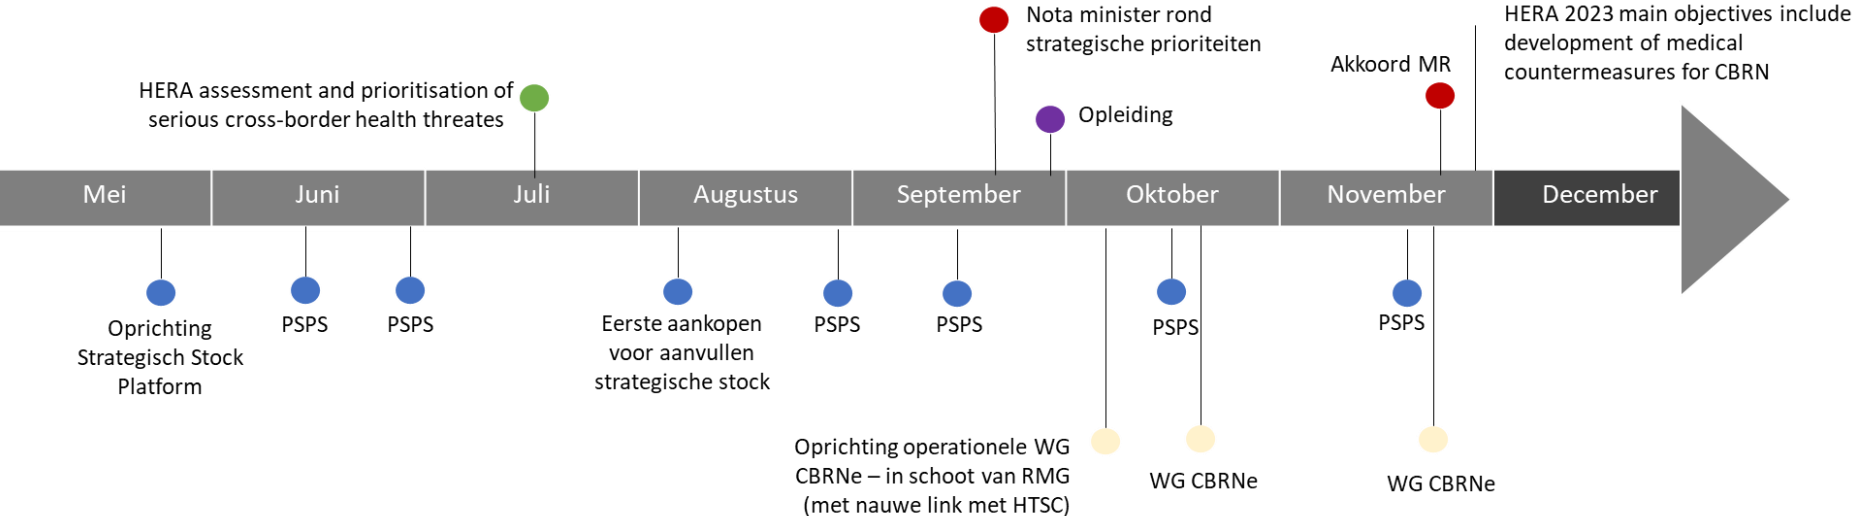 Nota minister rond
strategische prioriteiten
HERA 2023 main objectives include
development of medical
countermeasures for CBRN
Akkoord MR
HERA assessment and prioritisation of
serious cross-border health threates
Opleiding
Mei
Juni
Juli
Augustus
September
Oktober
November
December
Oprichting
Strategisch Stock
Platform
PSPS
PSPS
Eerste aankopen
voor aanvullen
strategische stock
PSPS
PSPS
PSPS
PSPS
Oprichting operationele WG
CBRNe – in schoot van RMG
(met nauwe link met HTSC)
WG CBRNe
WG CBRNe